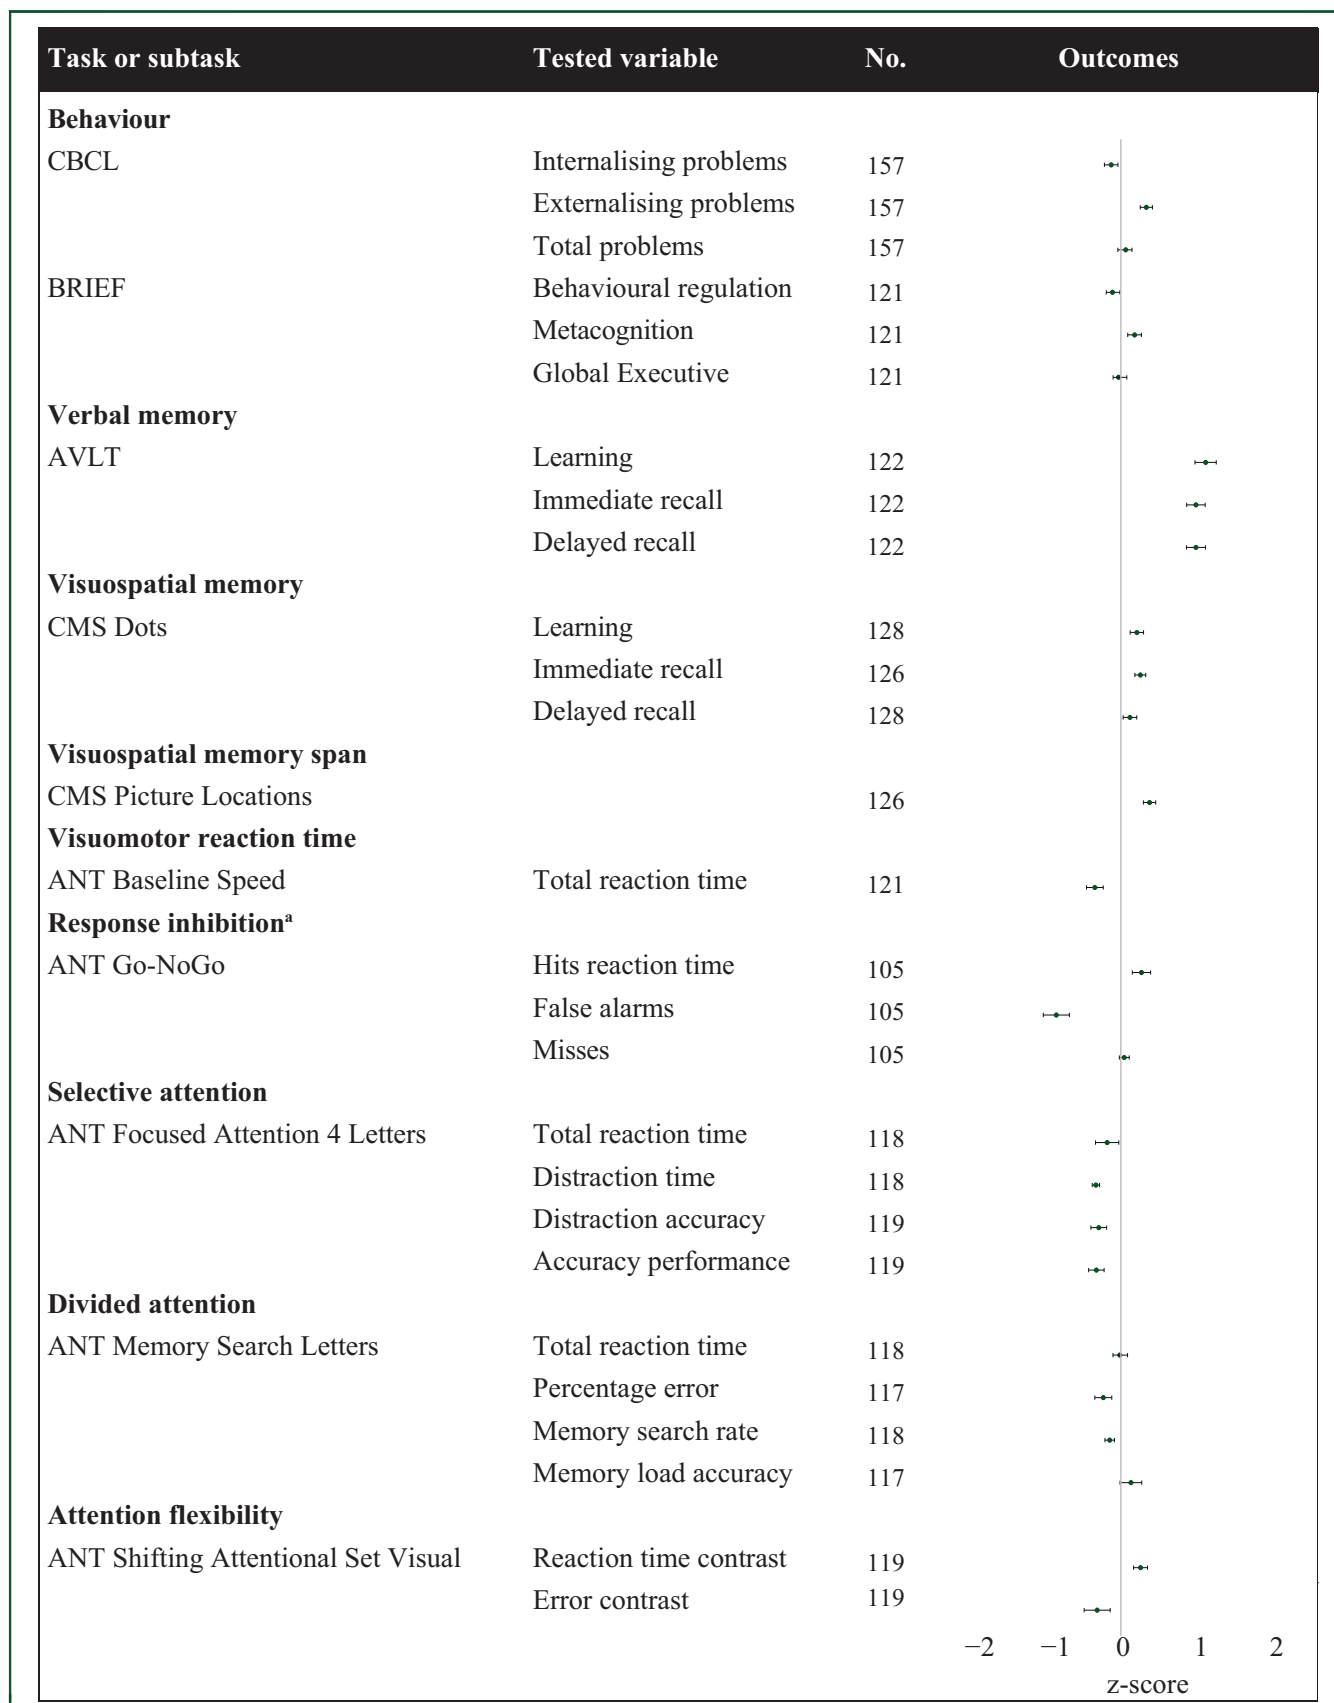 Task or subtask Tested variable No. Outcomes
Behaviour
CBCL Internalising problems 157
Externalising problems 157
Total problems 157
BRIEF Behavioural regulation 121
Metacognition 121
Global Executive 121
Verbal memory
AVLT Learning 122
Immediate recall 122
Delayed recall 122
Visuospatial memory
CMS Dots Learning 128
Immediate recall 126
Delayed recall 128
Visuospatial memory span
CMS Picture Locations 126
Visuomotor reaction time
ANT Baseline Speed Total reaction time 121
Response inhibitionᵃ
ANT Go-NoGo Hits reaction time 105
False alarms 105
Misses 105
Selective attention
ANT Focused Attention 4 Letters Total reaction time 118
Distraction time 118
Distraction accuracy 119
Accuracy performance 119
Divided attention
ANT Memory Search Letters Total reaction time 118
Percentage error 117
Memory search rate 118
Memory load accuracy 117
Attention flexibility
ANT Shifting Attentional Set Visual Reaction time contrast 119
Error contrast 119
−2 −1 0 1 2
z-score